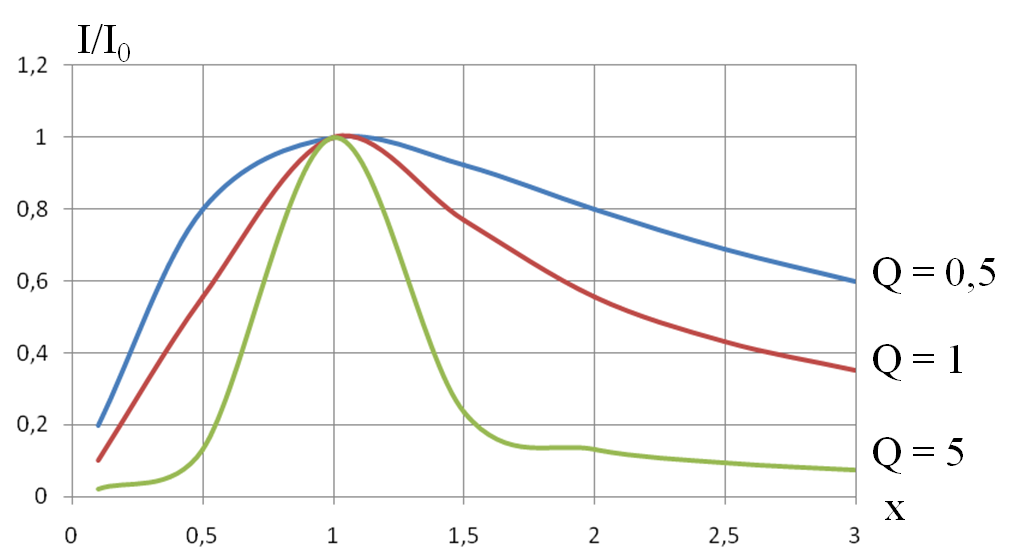 I/I₀
1,2
1
0,8
0,6
0,4
0,2
0
0 0,5 1 1,5 2 2,5 3
Q = 0,5
Q = 1
Q = 5
x